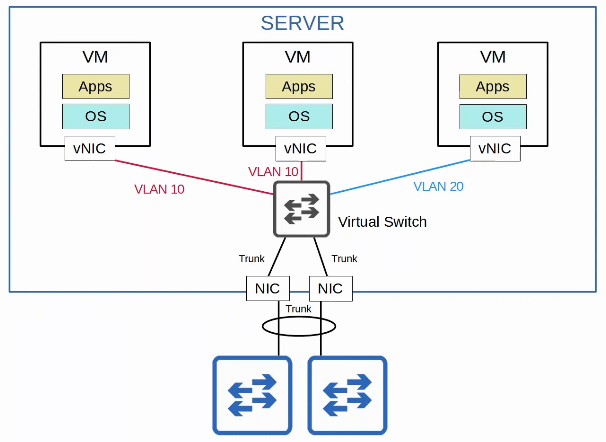 SERVER
VM
VM
VM
Apps
Apps
Apps
OS
OS
OS
vNIC
vNIC
vNIC
VLAN 10
VLAN 10
VLAN 20
Virtual Switch
Trunk
Trunk
NIC
NIC
Trunk